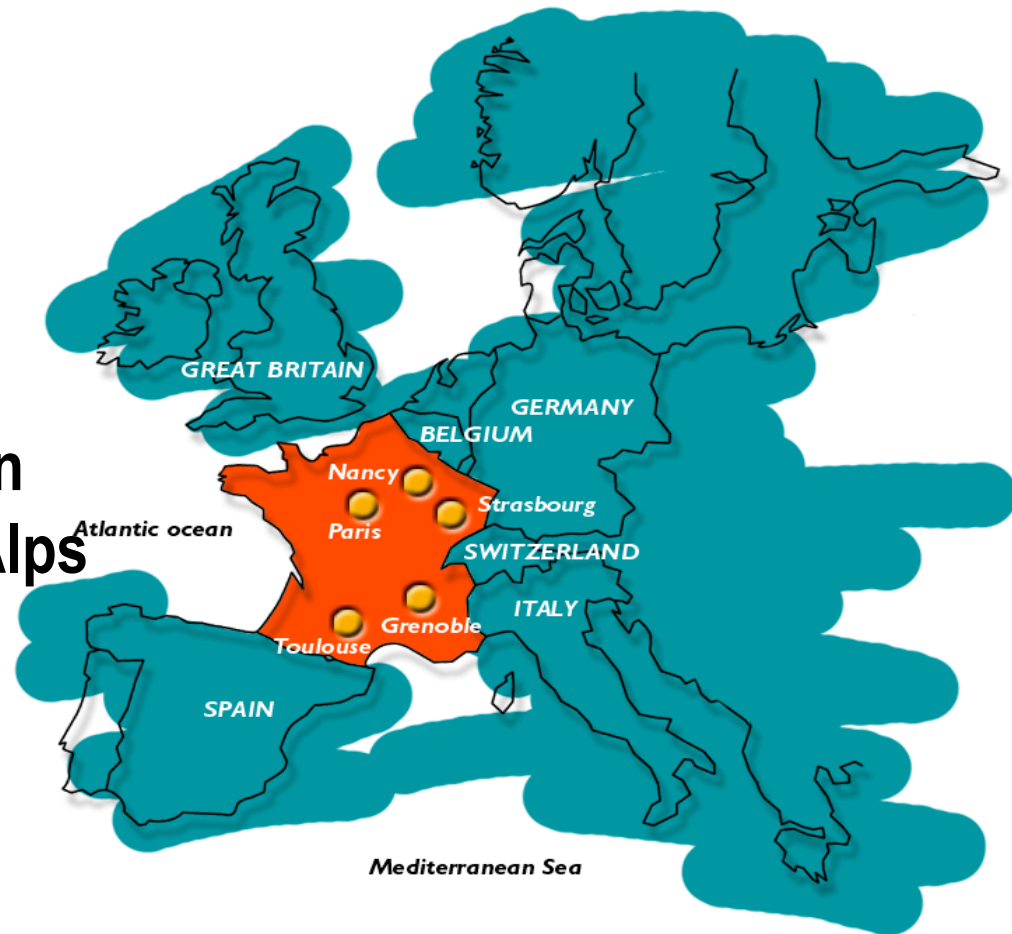 GREAT BRITAIN
GERMANY
BELGIUM
n
Nancy
Strasbourg
Atlantic ocean
Paris
Alps
SWITZERLAND
ITALY
Grenoble
Toulouse
SPAIN
Mediterranean Sea